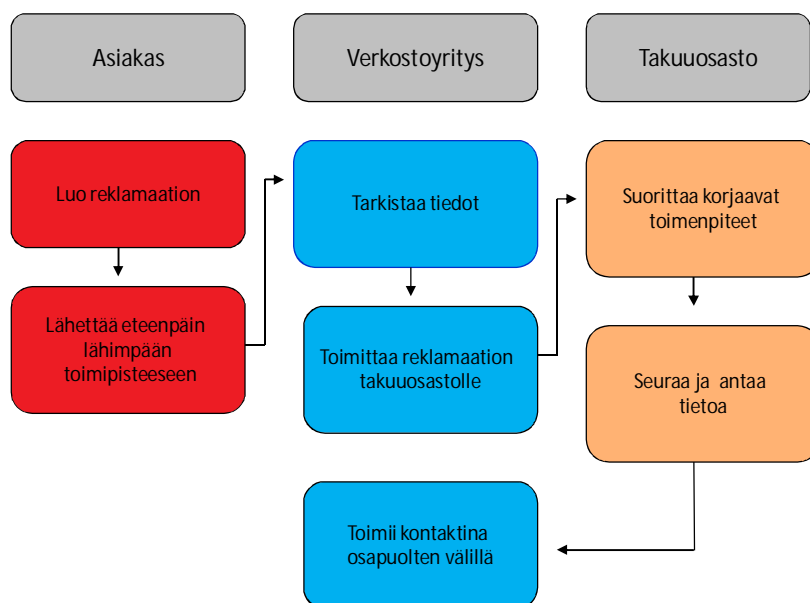 Asiakas
Verkostoyritys
Takuuosasto
Luo reklamaation
Lähettää eteenpäin
lähimpään
toimipisteeseen
Tarkistaa tiedot
Toimittaa reklamaation
takuuosastolle
Suorittaa korjaavat
toimenpiteet
Seuraa ja antaa
tietoa
Toimii kontaktina
osapuolten välillä